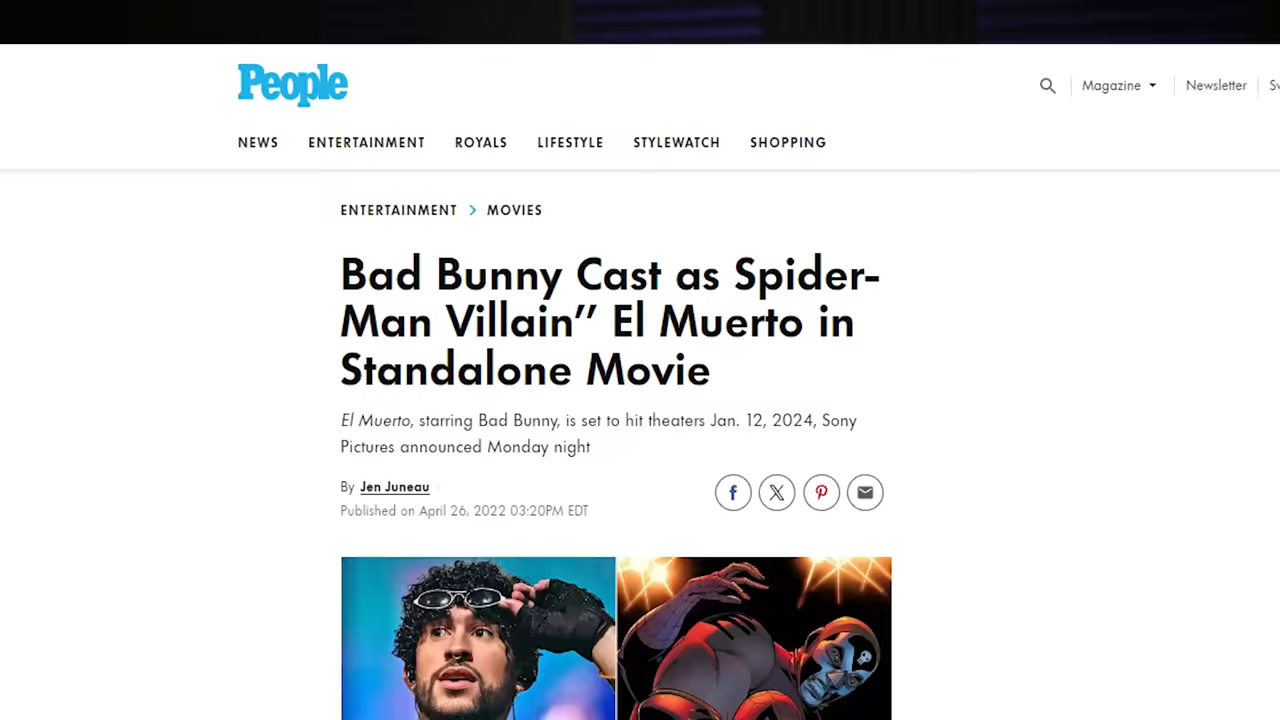 People
Magazine
Newsletter
NEWS
ENTERTAINMENT
ROYALS
LIFESTYLE
STYLEWATCH
SHOPPING
ENTERTAINMENT > MOVIES
Bad Bunny Cast as Spider-
Man Villain" El Muerto in
Standalone Movie
El Muerto, starring Bad Bunny, is set to hit theaters Jan. 12, 2024, Sony
Pictures announced Monday night
By Jen Juneau
Published on April 26, 2022 03:20PM EDT